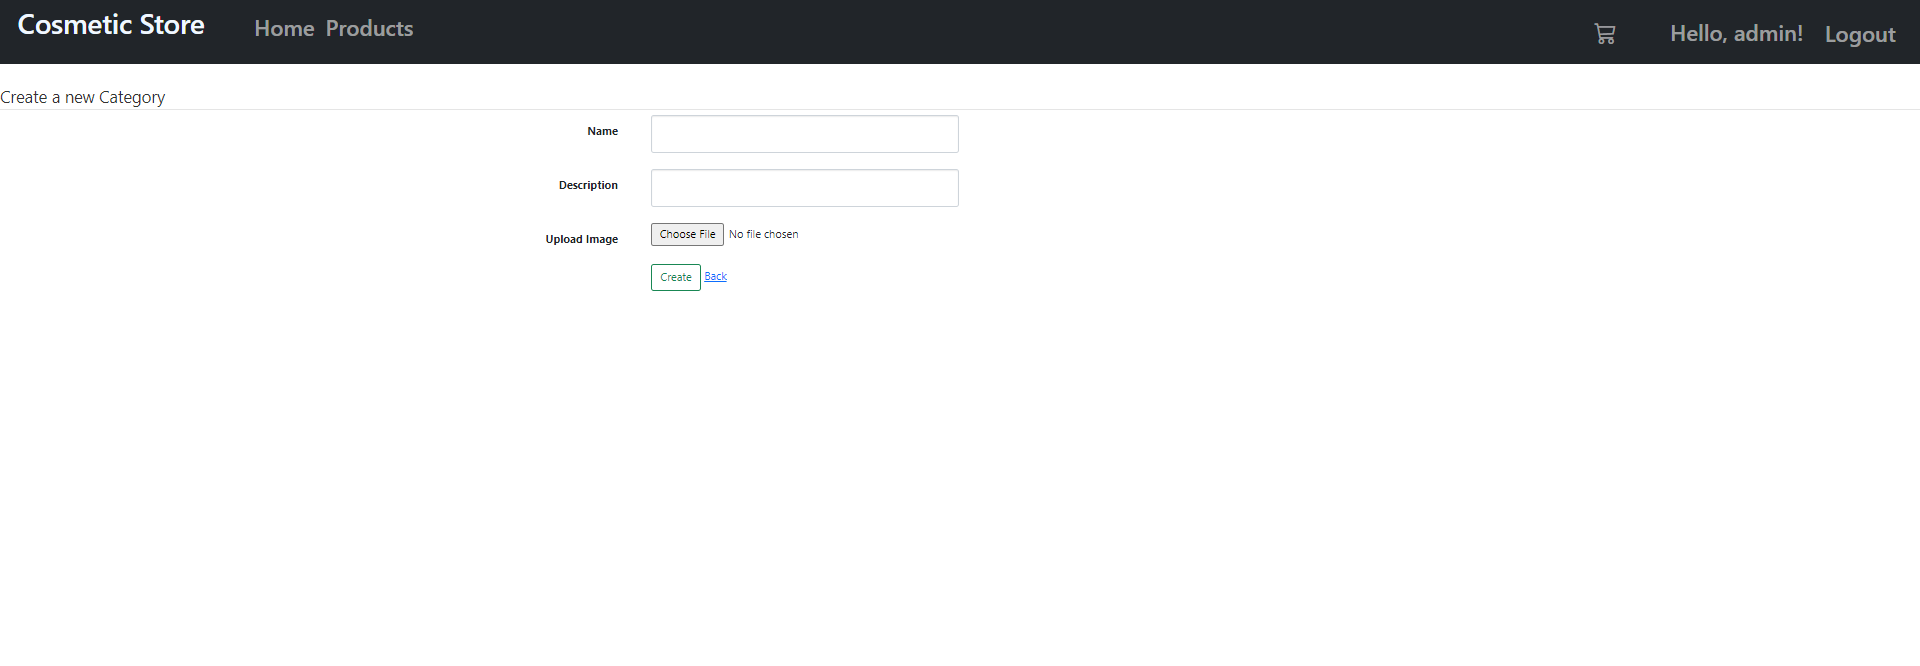 Cosmetic Store Home Products Hello, admin! Logout
Create a new Category
Name
Description
Upload Image Choose File No file chosen
Create Back